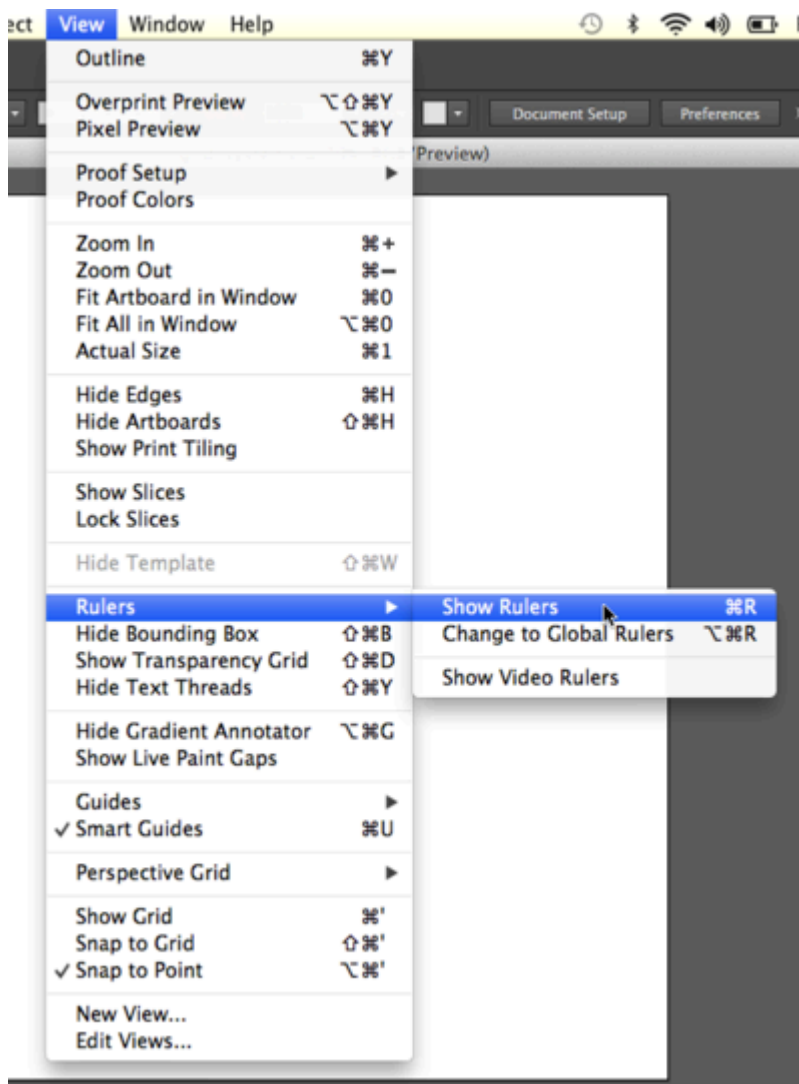 ect View Window Help
Outline ⌘Y
Document Setup Preferences
Overprint Preview ⌥⇧⌘Y
Pixel Preview ⌥⌘Y
Preview)
Proof Setup ▶
Proof Colors
Zoom In ⌘+
Zoom Out ⌘−
Fit Artboard in Window ⌘0
Fit All in Window ⌥⌘0
Actual Size ⌘1
Hide Edges ⌘H
Hide Artboards ⇧⌘H
Show Print Tiling
Show Slices
Lock Slices
Hide Template ⇧⌘W
Rulers ▶
Hide Bounding Box ⇧⌘B
Show Transparency Grid ⇧⌘D
Hide Text Threads ⇧⌘Y
Hide Gradient Annotator ⌥⌘G
Show Live Paint Gaps
Guides ▶
✓ Smart Guides ⌘U
Perspective Grid ▶
Show Grid ⌘'
Snap to Grid ⇧⌘'
✓ Snap to Point ⌥⌘'
New View...
Edit Views...
Show Rulers ⌘R
Change to Global Rulers ⌥⌘R
Show Video Rulers